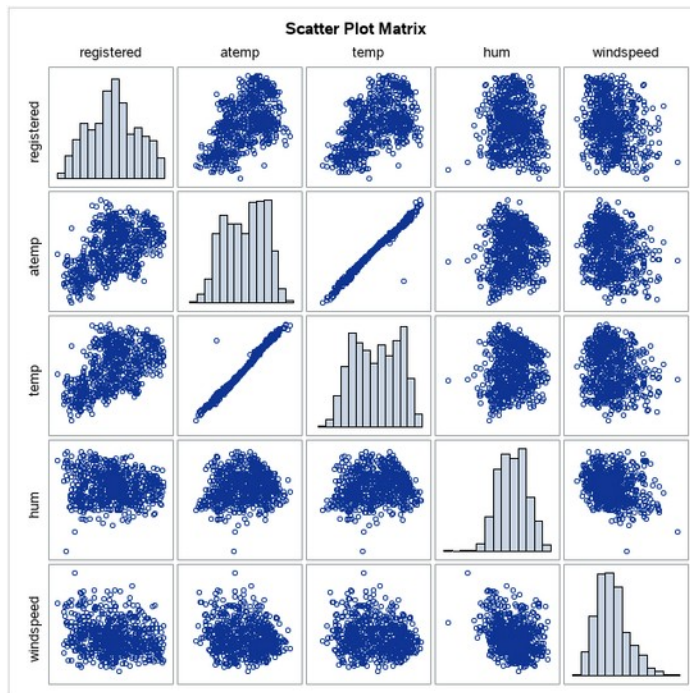 Scatter Plot Matrix
registered atemp temp hum windspeed
registered
atemp
temp
hum
windspeed